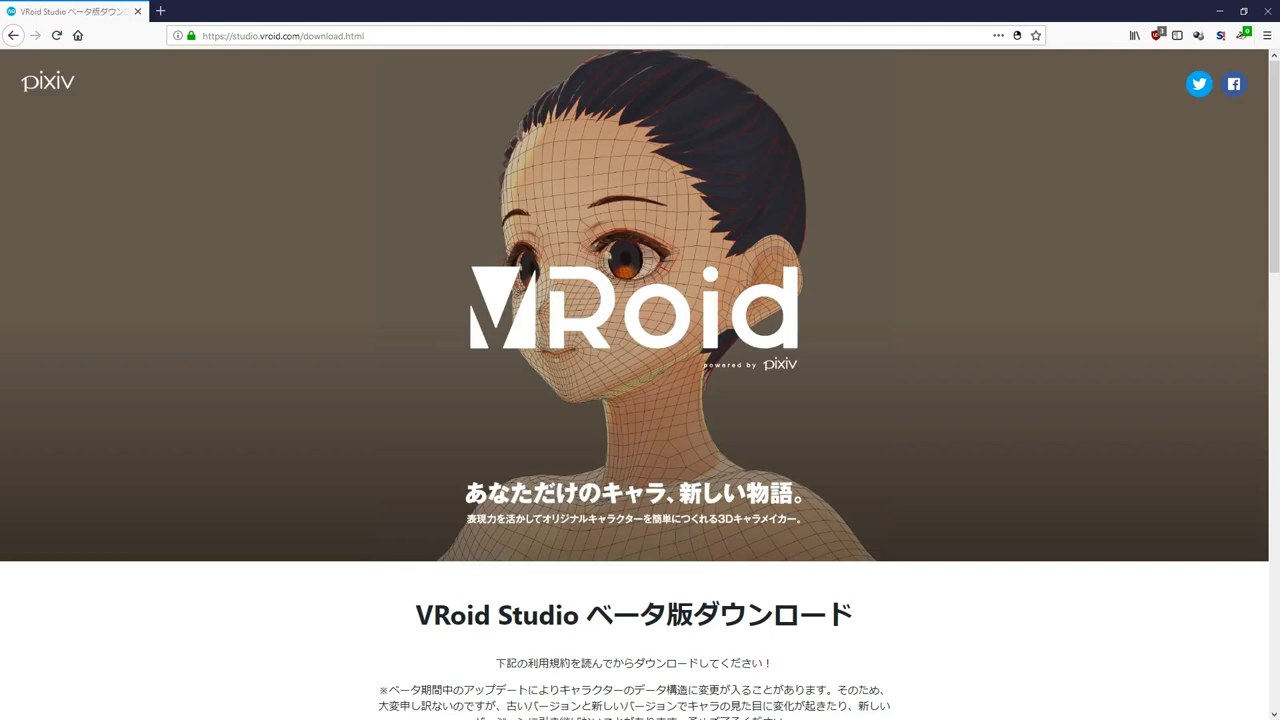 VRoid Studio ベータ版ダウンロ
https://studio.vroid.com/download.html
pixiv
VRoid
powered by pixiv
あなただけのキャラ、新しい物語。
表現力を活かしてオリジナルキャラクターを簡単につくれる3Dキャラメイカー。
VRoid Studio ベータ版ダウンロード
下記の利用規約を読んでからダウンロードしてください！
※ベータ期間中のアップデートによりキャラクターのデータ構造に変更が入ることがあります。そのため、
大変申し訳ないのですが、古いバージョンと新しいバージョンでキャラの見た目に変化が起きたり、新しい